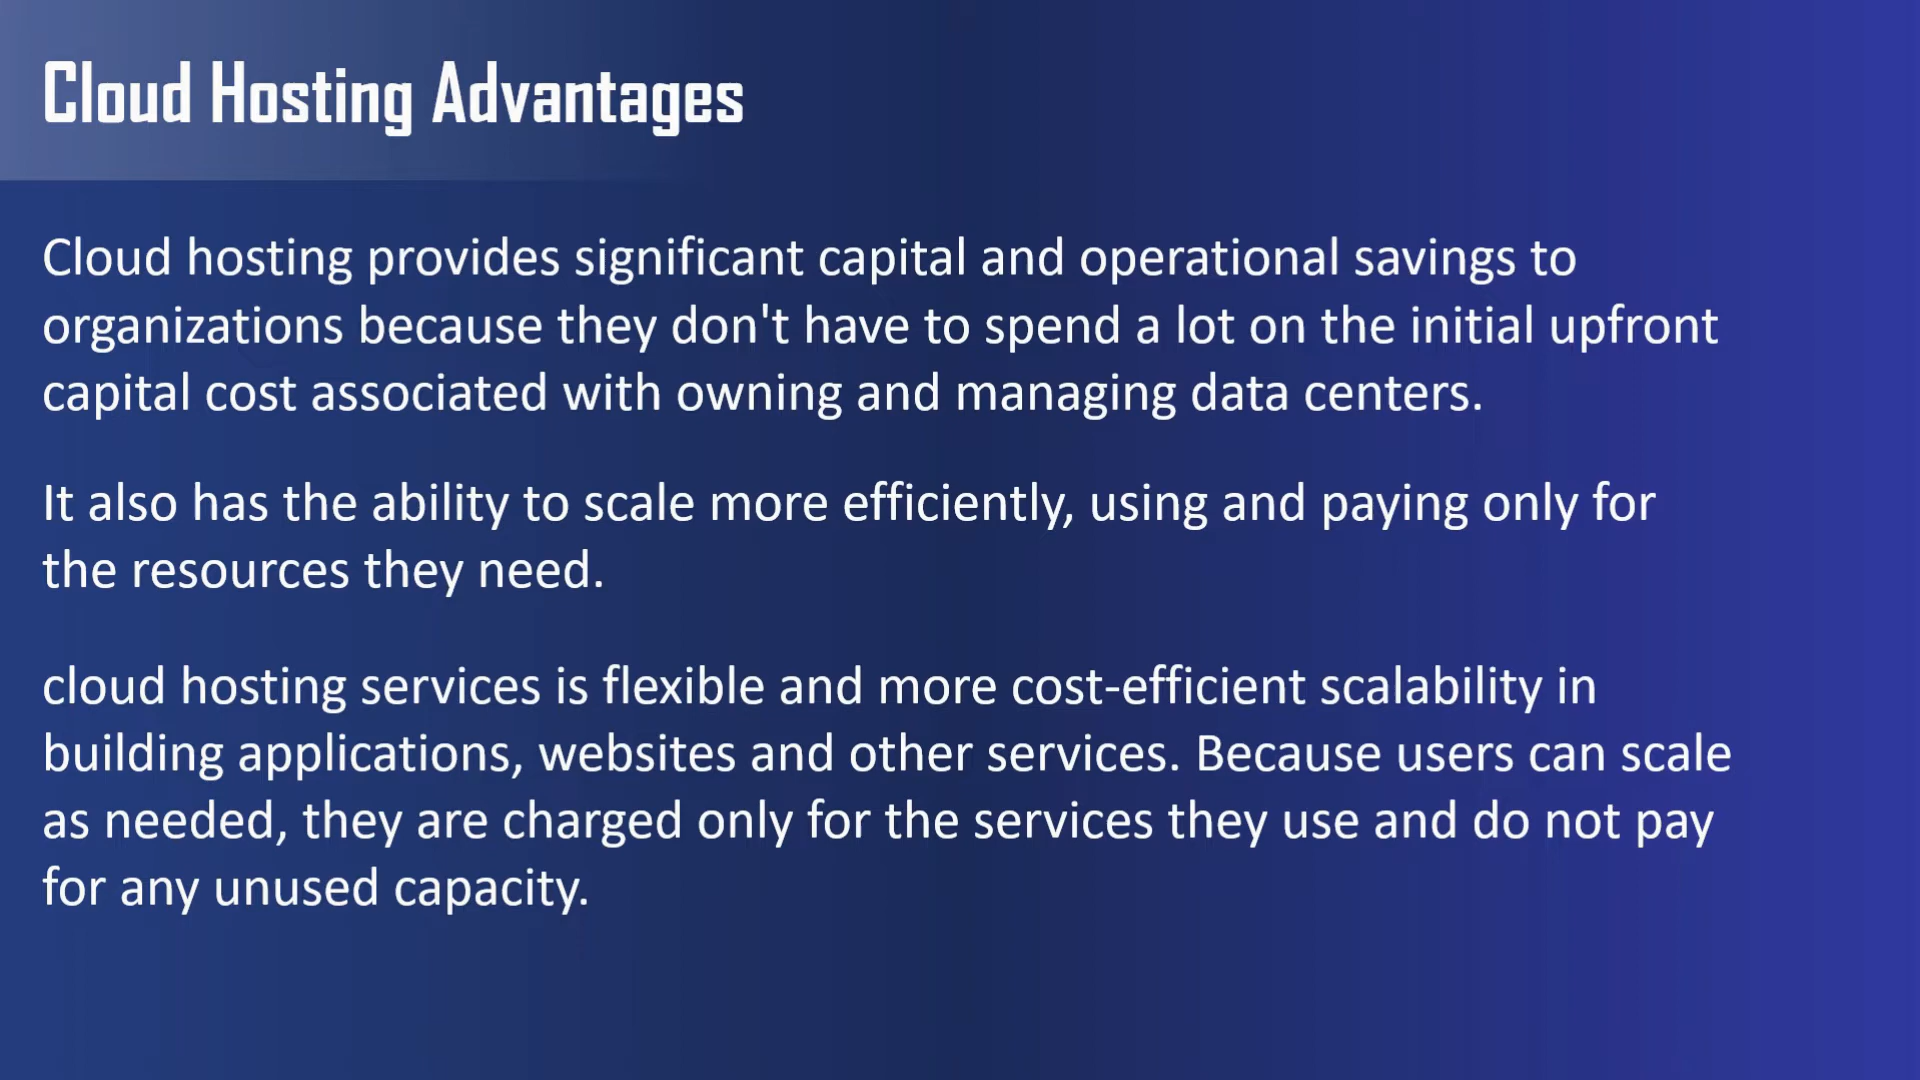 Cloud Hosting Advantages
Cloud hosting provides significant capital and operational savings to
organizations because they don't have to spend a lot on the initial upfront
capital cost associated with owning and managing data centers.
It also has the ability to scale more efficiently, using and paying only for
the resources they need.
cloud hosting services is flexible and more cost-efficient scalability in
building applications, websites and other services. Because users can scale
as needed, they are charged only for the services they use and do not pay
for any unused capacity.